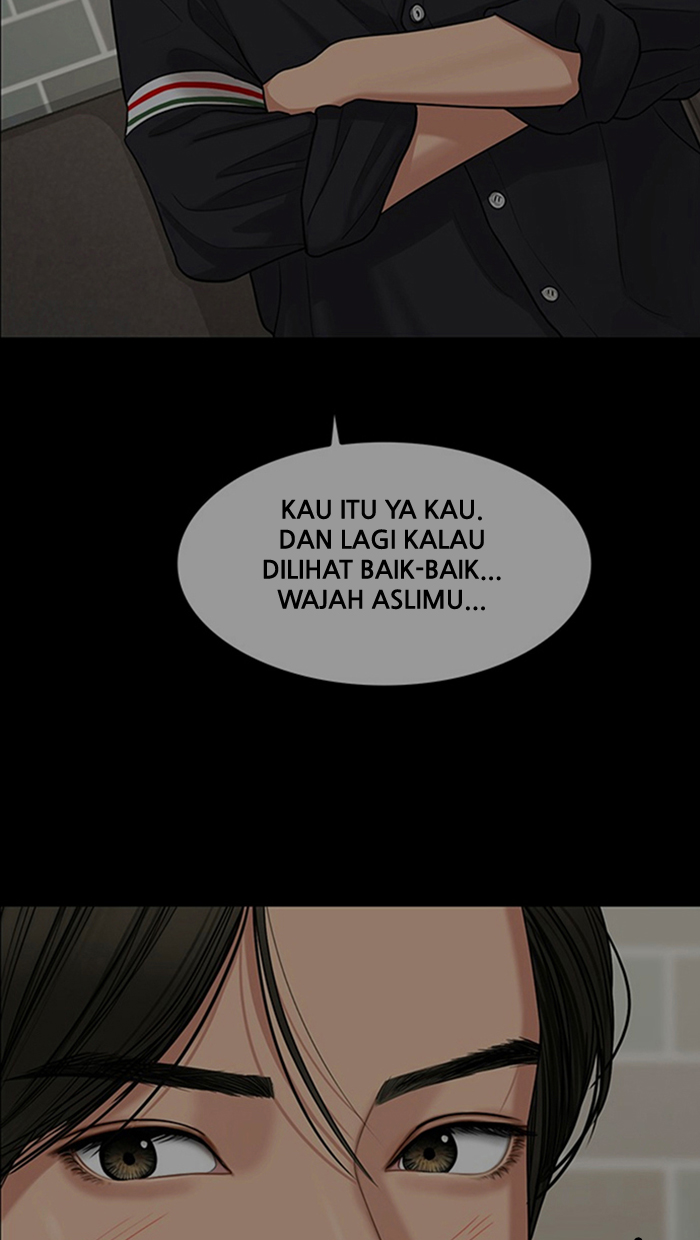 KAU ITU YA KAU.
DAN LAGI KALAU
DILIHAT BAIK-BAIK...
WAJAH ASLIMU...